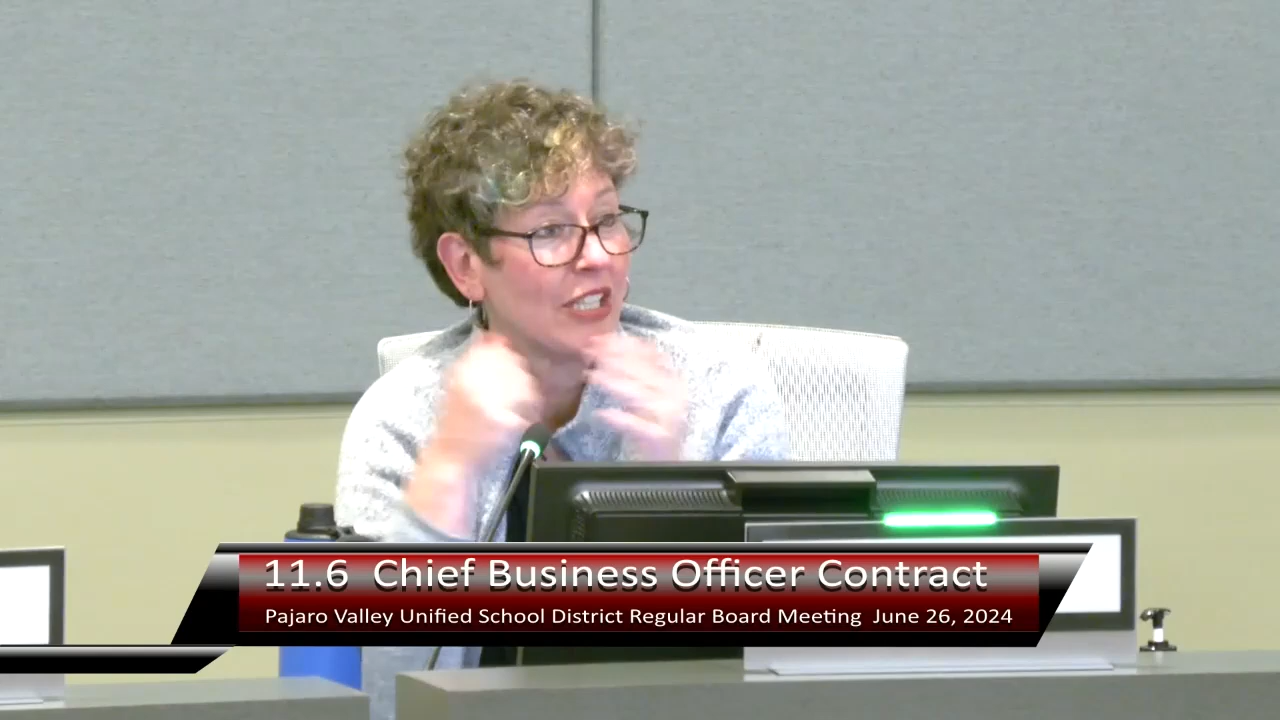 11.6 Chief Business Officer Contract
Pajaro Valley Unified School District Regular Board Meeting June 26, 2024